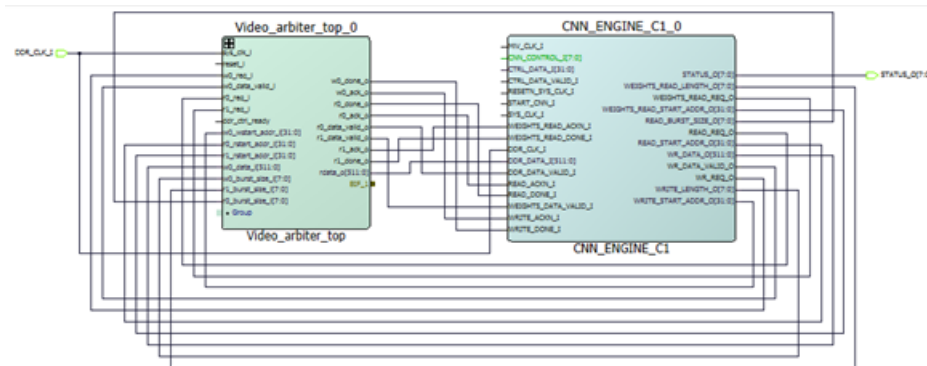 Video_arbiter_top_0
CNN_ENGINE_C1_0
DDR_CLK_I
sys_clk_i
reset_i
w0_req_i
w0_data_valid_i
r0_req_i
r1_req_i
ddr_ctrl_ready
w0_wstart_addr_i[31:0]
r0_rstart_addr_i[31:0]
r1_rstart_addr_i[31:0]
w0_data_i[511:0]
w0_burst_size_i[7:0]
r1_burst_size_i[7:0]
r0_burst_size_i[7:0]
Group
w0_done_o
w0_ack_o
r0_done_o
r0_ack_o
r0_data_valid_o
r1_data_valid_o
r1_ack_o
r1_done_o
rdata_o[511:0]
BIF_1
Video_arbiter_top
MIV_CLK_I
CNN_CONTROL_I[7:0]
CTRL_DATA_I[31:0]
CTRL_DATA_VALID_I
RESETN_SYS_CLK_I
START_CNN_I
SYS_CLK_I
WEIGHTS_READ_ACKN_I
WEIGHTS_READ_DONE_I
DDR_CLK_I
DDR_DATA_I[511:0]
DDR_DATA_VALID_I
READ_ACKN_I
READ_DONE_I
WEIGHTS_DATA_VALID_I
WRITE_ACKN_I
WRITE_DONE_I
STATUS_O[7:0]
WEIGHTS_READ_LENGTH_O[7:0]
WEIGHTS_READ_REQ_O
WEIGHTS_READ_START_ADDR_O[31:0]
READ_BURST_SIZE_O[7:0]
READ_REQ_O
READ_START_ADDR_O[31:0]
WR_DATA_O[511:0]
WR_DATA_VALID_O
WR_REQ_O
WRITE_LENGTH_O[7:0]
WRITE_START_ADDR_O[31:0]
CNN_ENGINE_C1